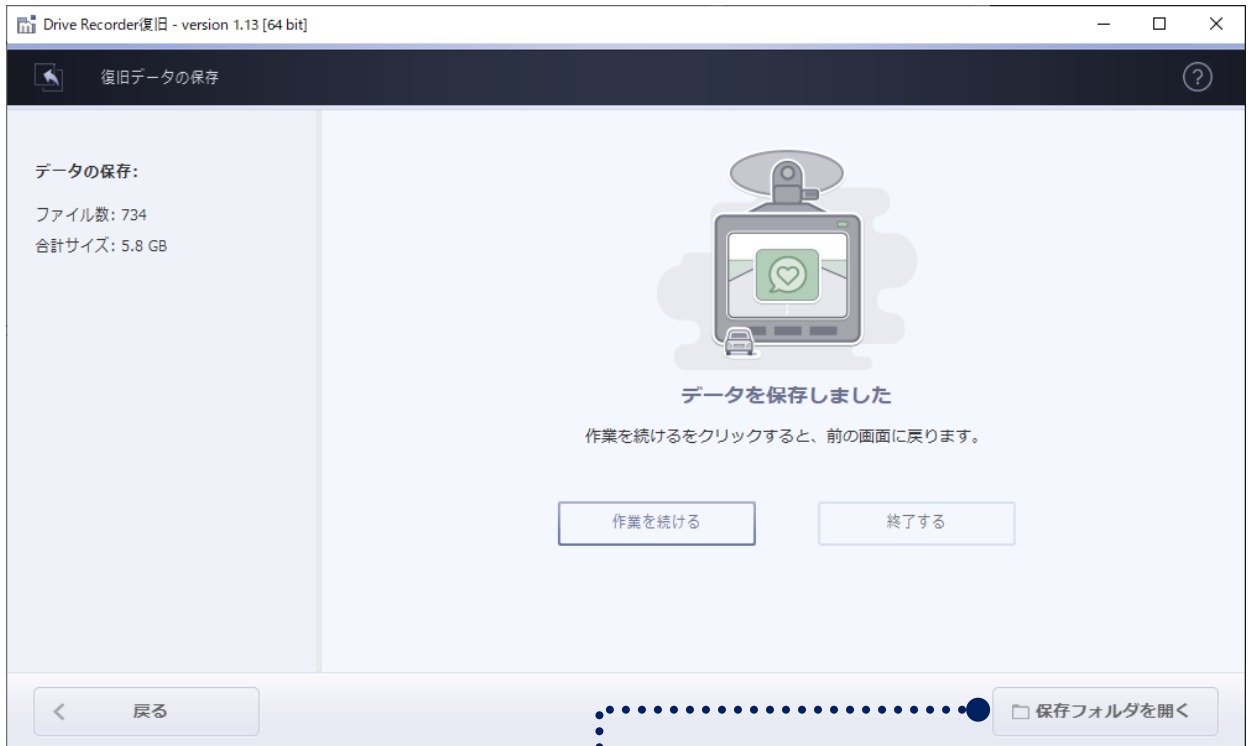 Drive Recorder復旧 - version 1.13 [64 bit]
復旧データの保存
データの保存:
ファイル数: 734
合計サイズ: 5.8 GB
データを保存しました
作業を続けるをクリックすると、前の画面に戻ります。
作業を続ける
終了する
戻る
保存フォルダを開く